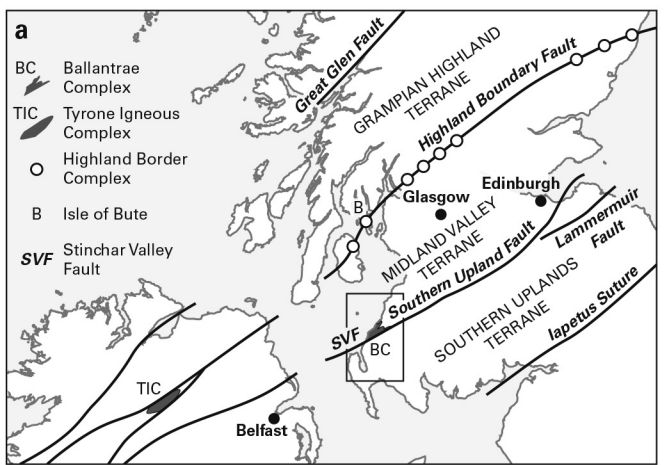 a
BC
Ballantrae
Complex
TIC
Tyrone Igneous
Complex
Highland Border
Complex
B
Isle of Bute
SVF
Stinchar Valley
Fault
Great Glen Fault
GRAMPIAN HIGHLAND
TERRANE
Highland Boundary Fault
B
Glasgow
Edinburgh
MIDLAND VALLEY
TERRANE
Southern Upland Fault
Lammermuir
Fault
SOUTHERN UPLANDS
TERRANE
Iapetus Suture
SVF
BC
TIC
Belfast